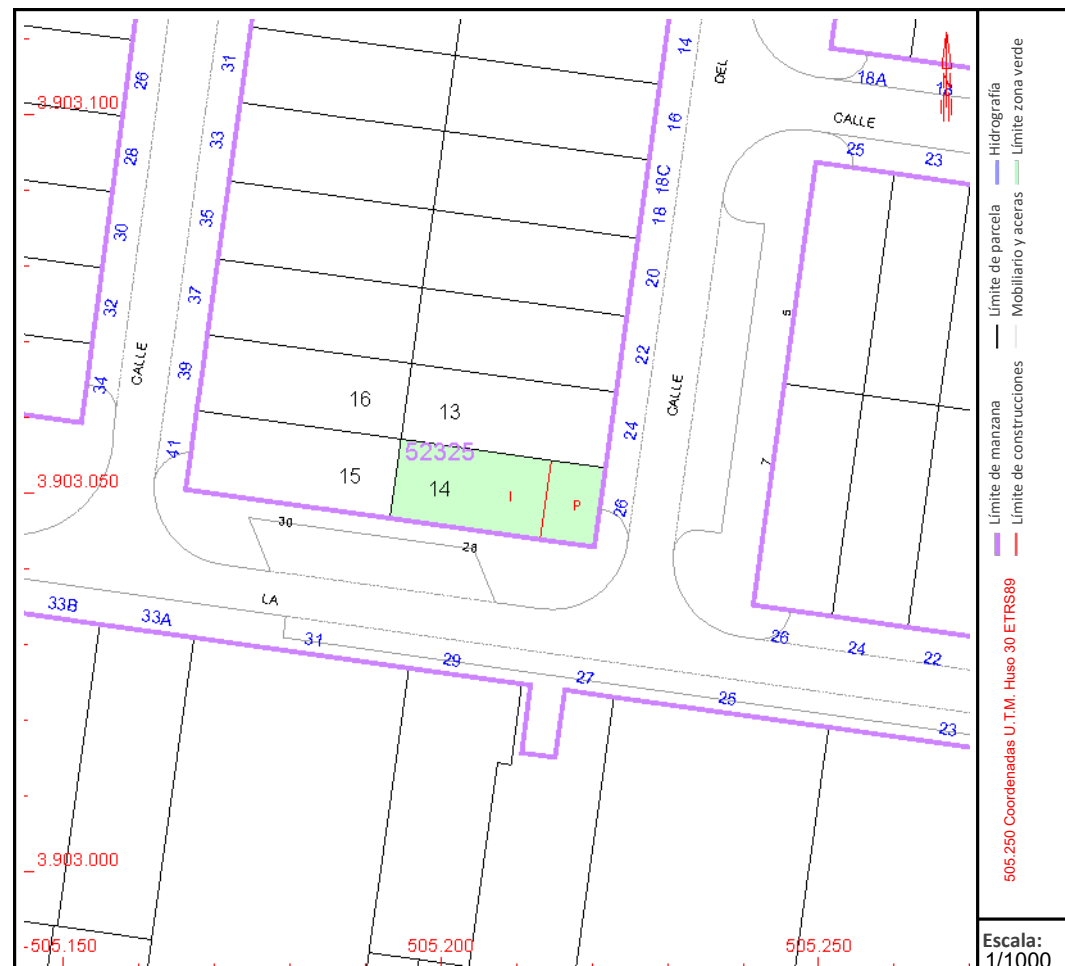 14
DEL
18A
26
3.903.100
31
16
CALLE
33
25
23
28
18C
18
35
30
20
37
32
5
CALLE
22
34
39
CALLE
16
13
24
41
52325
3.903.050
15
14
I
P
26
7
30
28
LA
33B
33A
31
29
27
25
23
26
24
22
3.903.000
505.150
505.200
505.250
Límite de manzana
Límite de parcela
Hidrografía
Límite de construcciones
Mobiliario y aceras
Límite zona verde
505.250 Coordenadas U.T.M. Huso 30 ETRS89
Escala:
1/1000